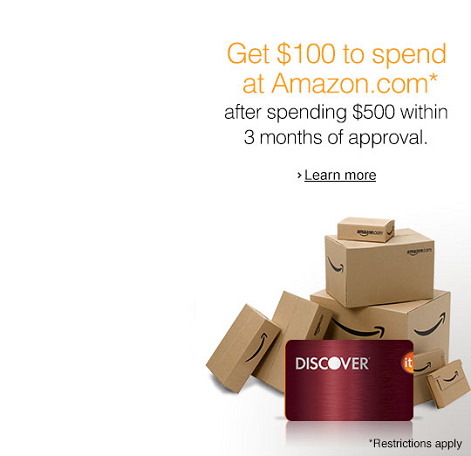 Get $100 to spend
at Amazon.com*
after spending $500 within
3 months of approval.
› Learn more
amazon.com
amazon.com
DISCOVER
it
*Restrictions apply